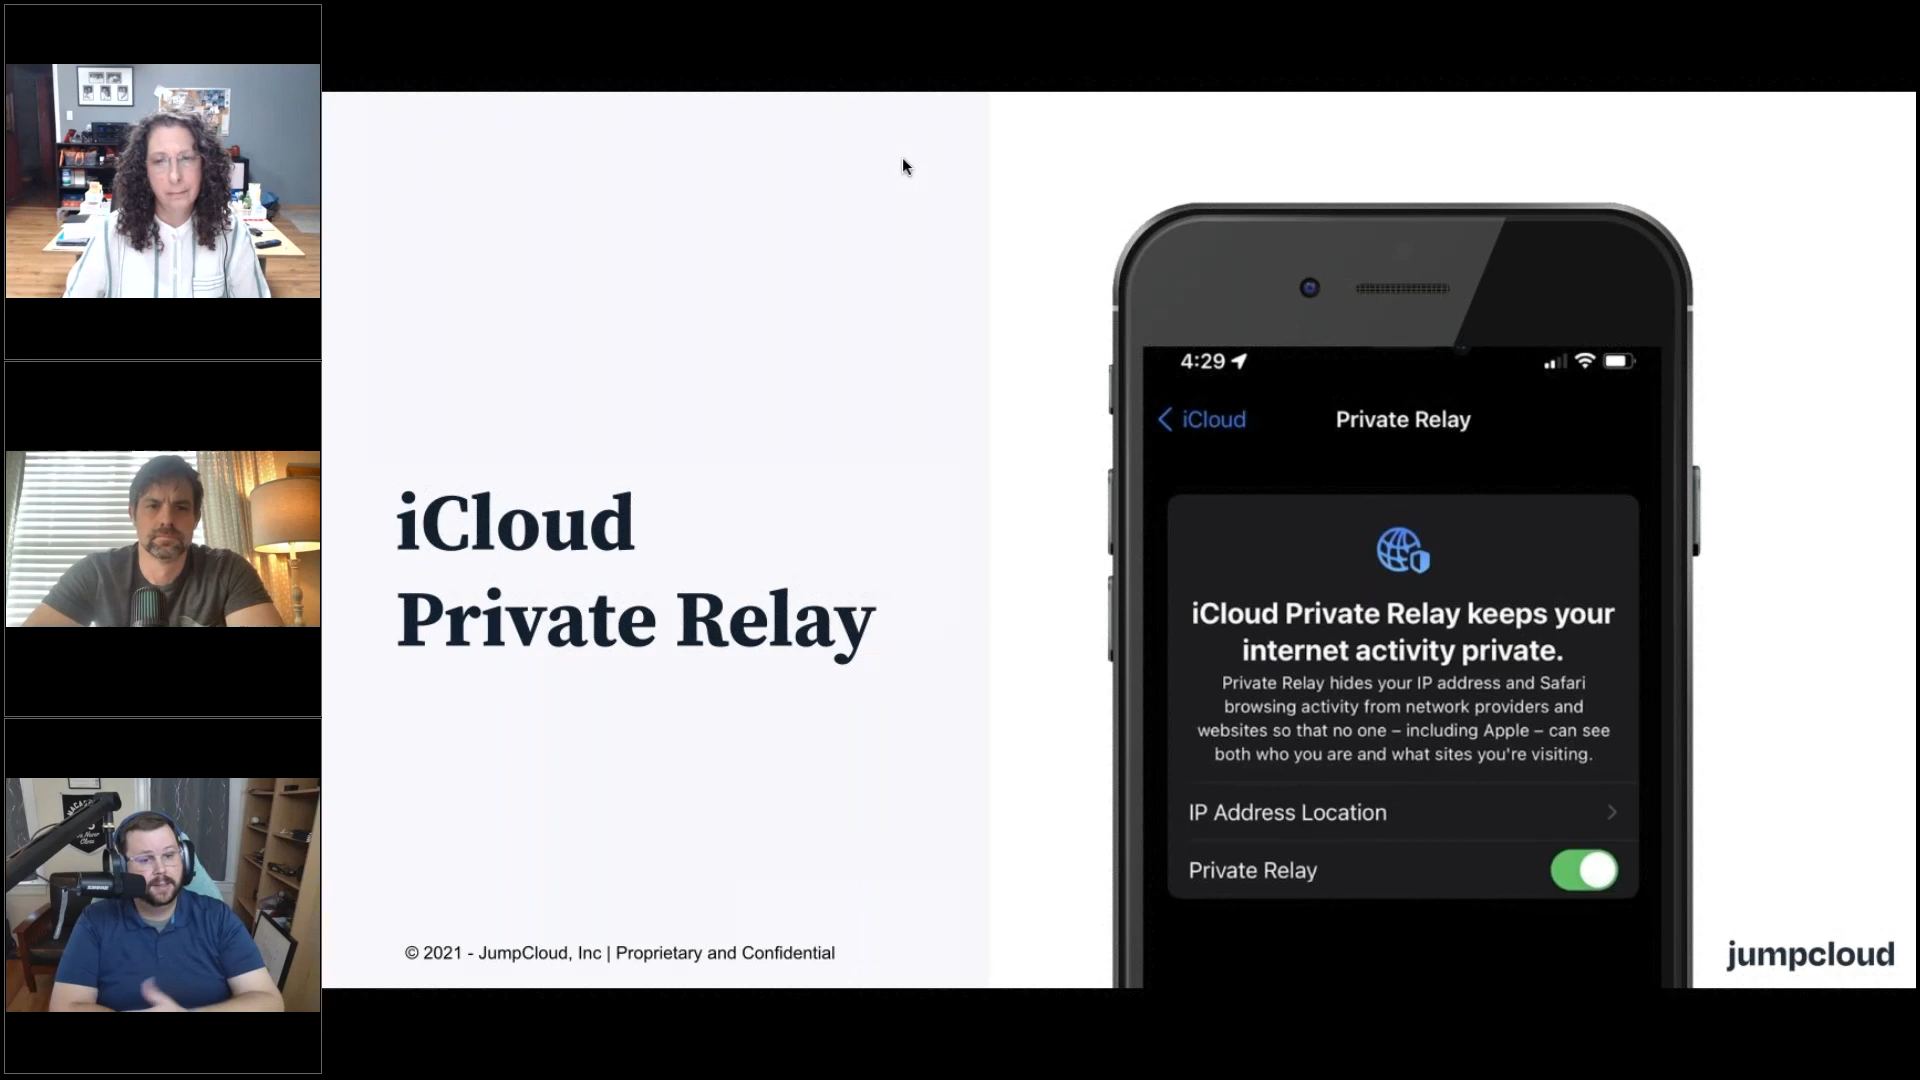 iCloud
Private Relay
© 2021 - JumpCloud, Inc | Proprietary and Confidential
4:29
iCloud
Private Relay
iCloud Private Relay keeps your
internet activity private.
Private Relay hides your IP address and Safari
browsing activity from network providers and
websites so that no one – including Apple – can see
both who you are and what sites you're visiting.
IP Address Location
Private Relay
jumpcloud
SHURE